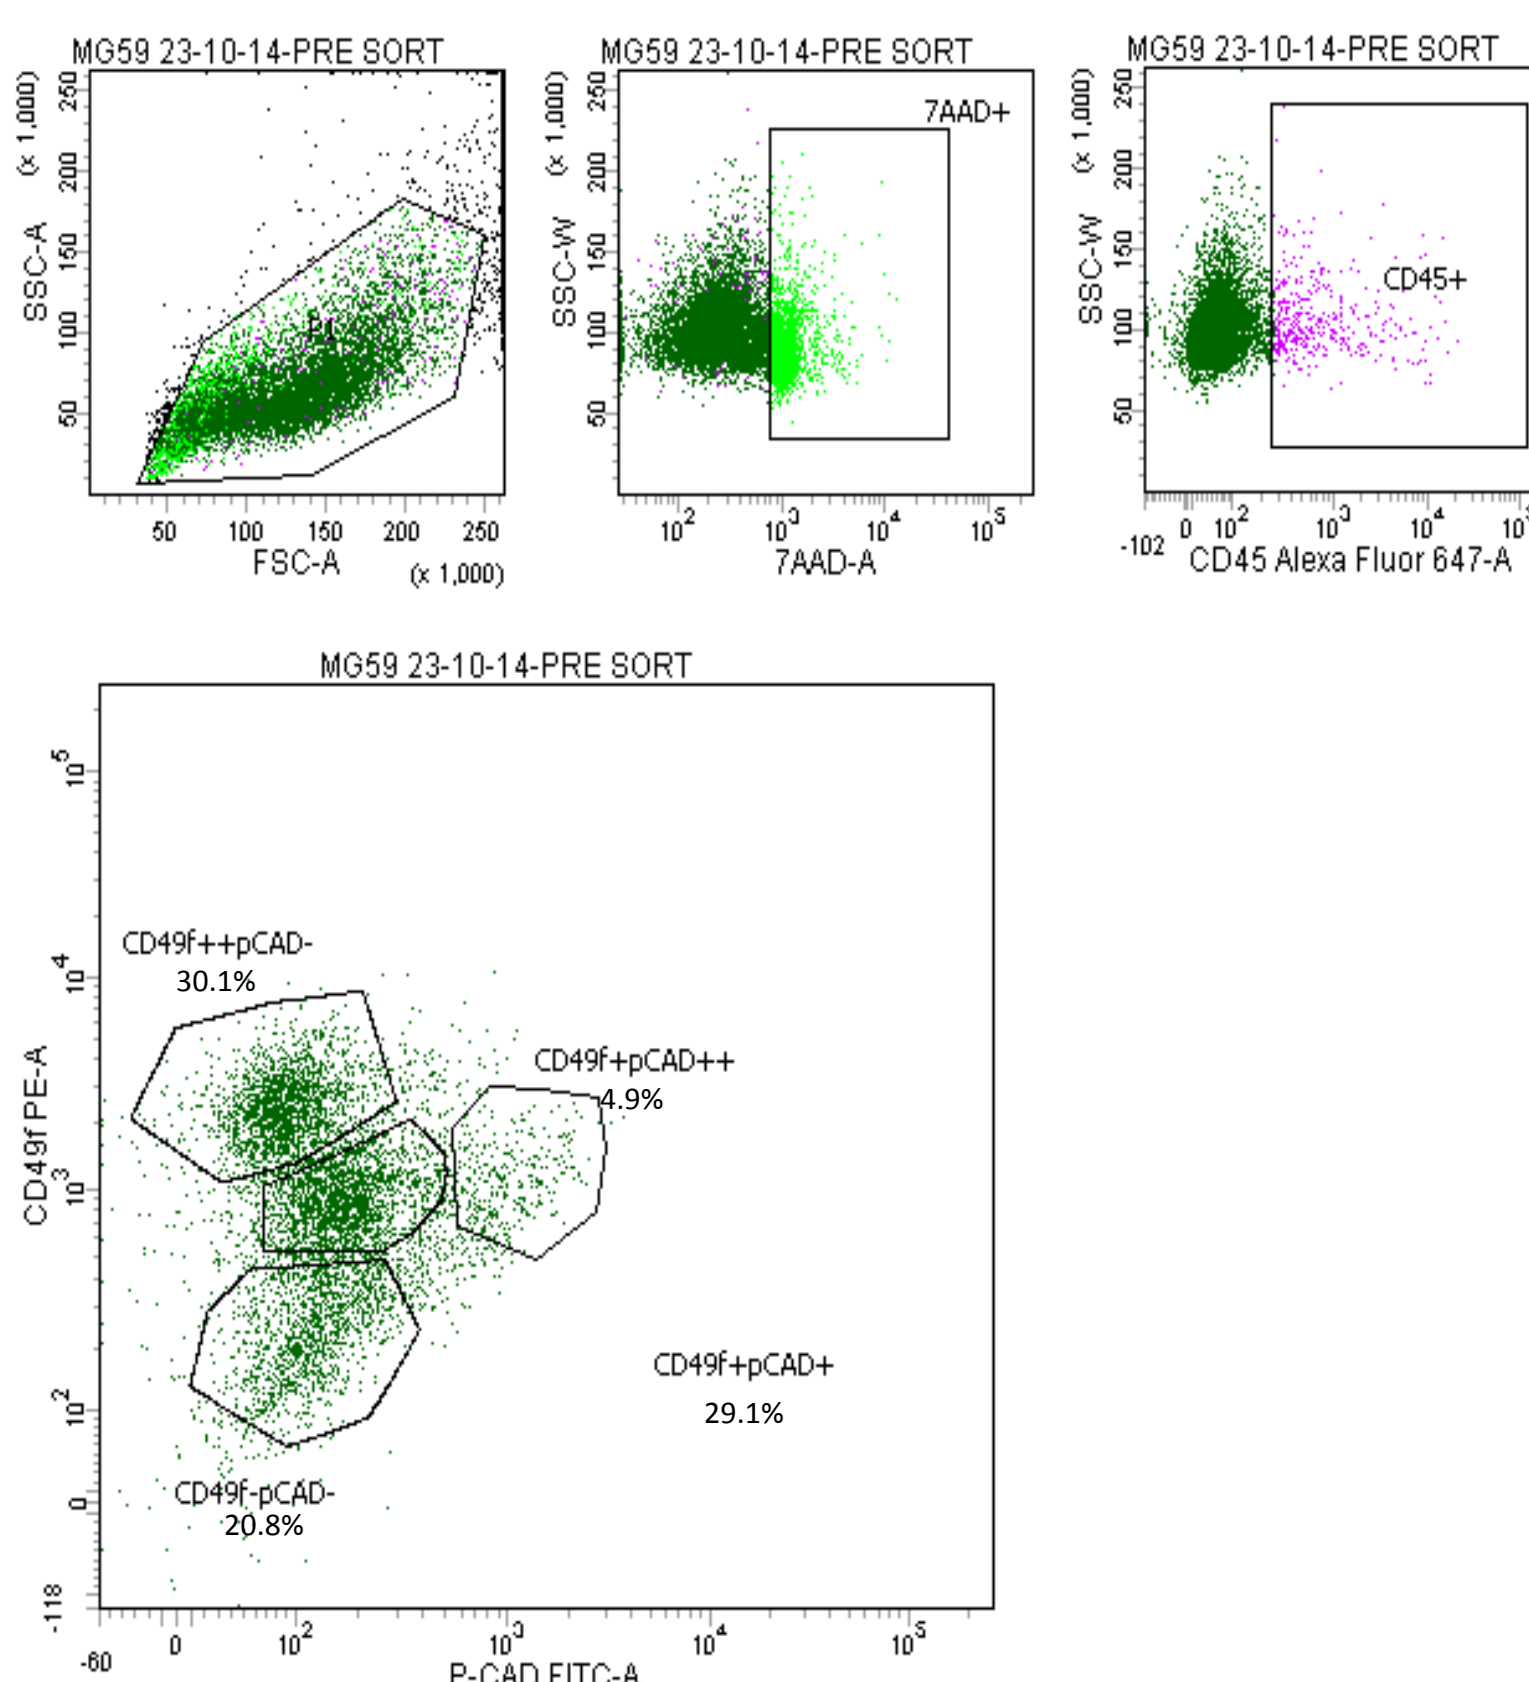 MG59 23-10-14-PRE SORT
SSC-A
(x 1,000)
250
200
150
100
50
P1
50 100 150 200 250
FSC-A
(x 1,000)
MG59 23-10-14-PRE SORT
SSC-W
(x 1,000)
250
200
150
100
50
7AAD+
10² 10³ 10⁴ 10⁵
7AAD-A
MG59 23-10-14-PRE SORT
SSC-W
(x 1,000)
250
200
150
100
50
CD45+
-102 0 10² 10³ 10⁴
CD45 Alexa Fluor 647-A
MG59 23-10-14-PRE SORT
CD49f PE-A
10⁵
10⁴
10³
10²
0
-118
CD49f++pCAD-
30.1%
CD49f+pCAD++
4.9%
CD49f+pCAD+
29.1%
CD49f-pCAD-
20.8%
-60 0 10² 10³ 10⁴ 10⁵
P-CAD FITC-A